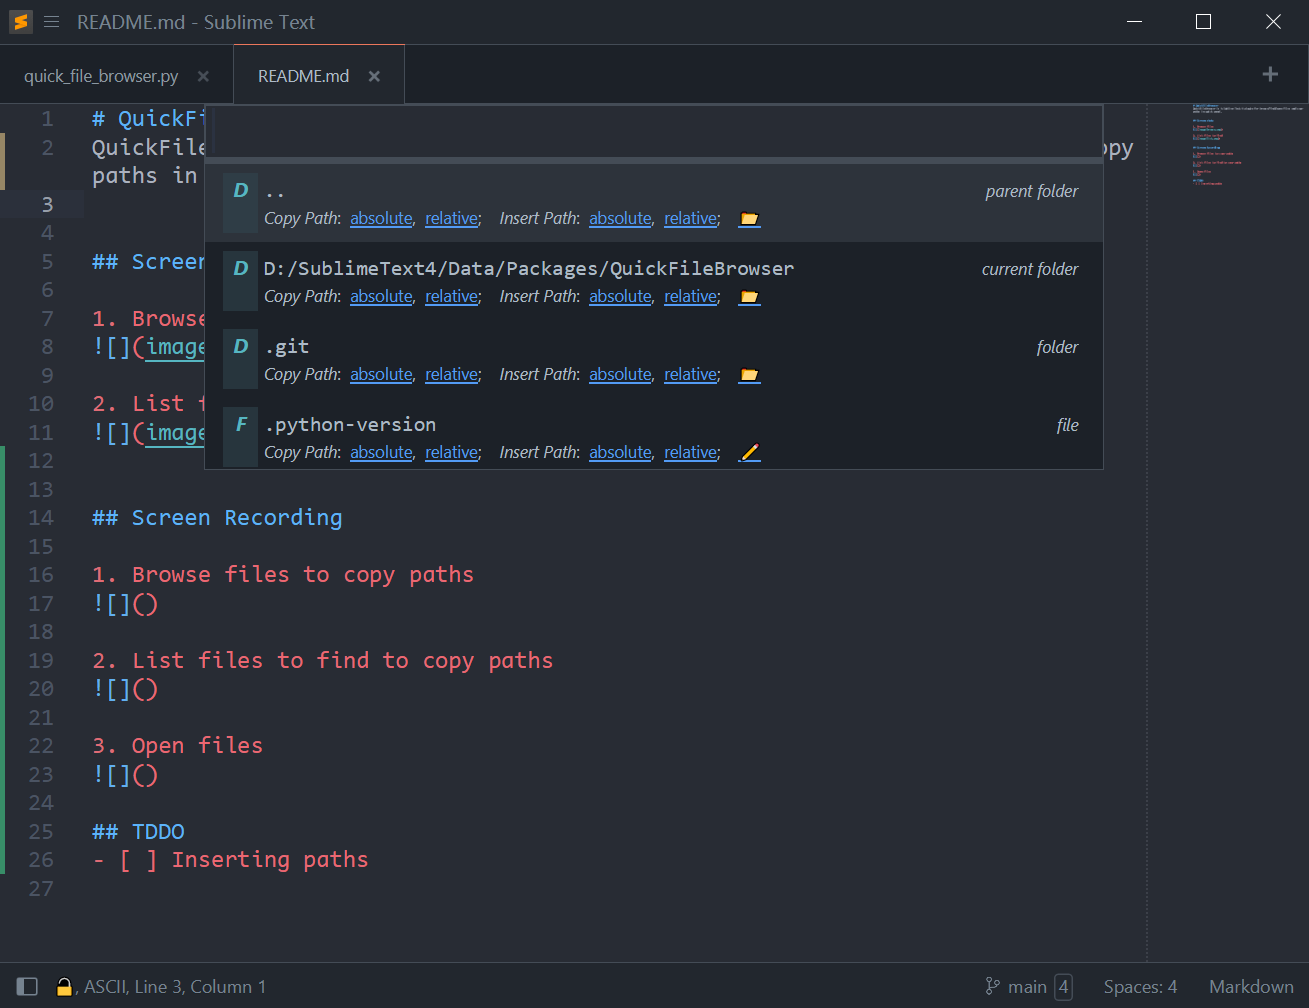 README.md - Sublime Text
quick_file_browser.py
README.md
1 # QuickFi
2 QuickFile opy
paths in
3
4
5 ## Screen
6
7 1. Browse
8 ![](image
9
10 2. List f
11 ![](image
12
13
14 ## Screen Recording
15
16 1. Browse files to copy paths
17 ![]()
18
19 2. List files to find to copy paths
20 ![]()
21
22 3. Open files
23 ![]()
24
25 ## TDDO
26 - [ ] Inserting paths
27
D .. parent folder
Copy Path: absolute, relative; Insert Path: absolute, relative;
D D:/SublimeText4/Data/Packages/QuickFileBrowser current folder
Copy Path: absolute, relative; Insert Path: absolute, relative;
D .git folder
Copy Path: absolute, relative; Insert Path: absolute, relative;
F .python-version file
Copy Path: absolute, relative; Insert Path: absolute, relative;
, ASCII, Line 3, Column 1
main 4 Spaces: 4 Markdown